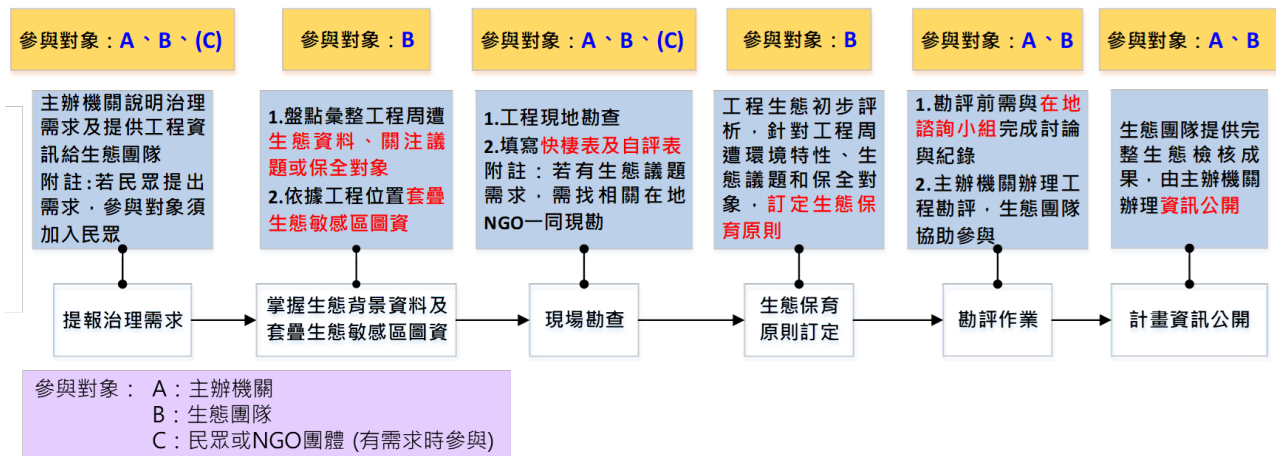 參與對象：A、B、(C)
參與對象：B
參與對象：A、B、(C)
參與對象：B
參與對象：A、B
參與對象：A、B
主辦機關說明治理
需求及提供工程資
訊給生態團隊
附註:若民眾提出
需求，參與對象須
加入民眾
1.盤點彙整工程周遭
生態資料、關注議
題或保全對象
2.依據工程位置套疊
生態敏感區圖資
1.工程現地勘查
2.填寫快棲表及自評表
附註：若有生態議題
需求，需找相關在地
NGO一同現勘
工程生態初步評
析，針對工程周
遭環境特性、生
態議題和保全對
象，訂定生態保
育原則
1.勘評前需與在地
諮詢小組完成討論
與紀錄
2.主辦機關辦理工
程勘評，生態團隊
協助參與
生態團隊提供完
整生態檢核成
果，由主辦機關
辦理資訊公開
提報治理需求
掌握生態背景資料及
套疊生態敏感區圖資
現場勘查
生態保育
原則訂定
勘評作業
計畫資訊公開
參與對象： A：主辦機關
B：生態團隊
C：民眾或NGO團體 (有需求時參與)